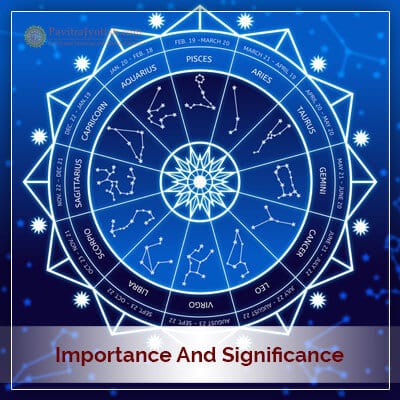 FEB. 19 -MARCH 20
PISCES
MARCH 21 - APRIL 19
ARIES
APRIL 20 - MAY 20
TAURUS
MAY 21 - JUNE 20
GEMINI
JUNE 21 - JULY 22
CANCER
JULY 22 - AUGUST 22
LEO
AUGUST 23 - SEPT. 22
VIRGO
SEPT. 22 - OCT. 22
LIBRA
OCT. 23 - NOV. 21
SCORPIO
NOV. 22 - DEC. 21
SAGITTARIUS
DEC. 22 - JAN. 19
CAPRICORN
JAN. 20 - FEB. 18
AQUARIUS
Importance And Significance